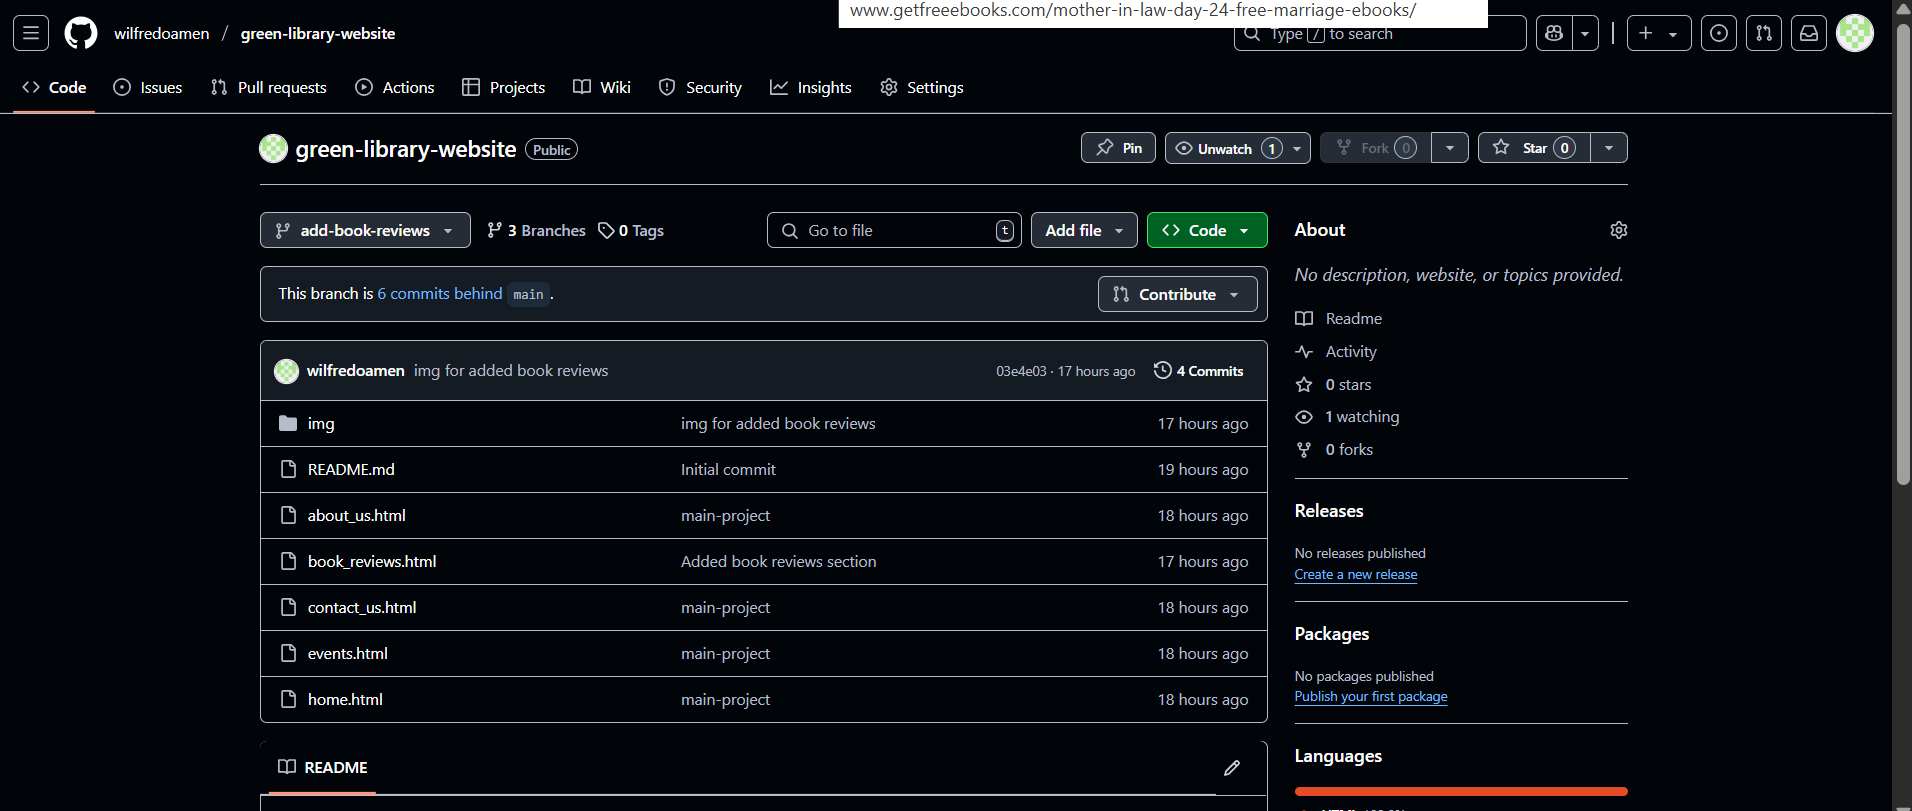 www.getfreeebooks.com/mother-in-law-day-24-free-marriage-ebooks/
wilfredoamen / green-library-website
Type / to search
Code Issues Pull requests Actions Projects Wiki Security Insights Settings
green-library-website Public
Pin Unwatch 1 Fork 0 Star 0
add-book-reviews 3 Branches 0 Tags Go to file t Add file Code
This branch is 6 commits behind main .
Contribute
wilfredoamen img for added book reviews 03e4e03 · 17 hours ago 4 Commits
img img for added book reviews 17 hours ago
README.md Initial commit 19 hours ago
about_us.html main-project 18 hours ago
book_reviews.html Added book reviews section 17 hours ago
contact_us.html main-project 18 hours ago
events.html main-project 18 hours ago
home.html main-project 18 hours ago
README
About
No description, website, or topics provided.
Readme
Activity
0 stars
1 watching
0 forks
Releases
No releases published
Create a new release
Packages
No packages published
Publish your first package
Languages